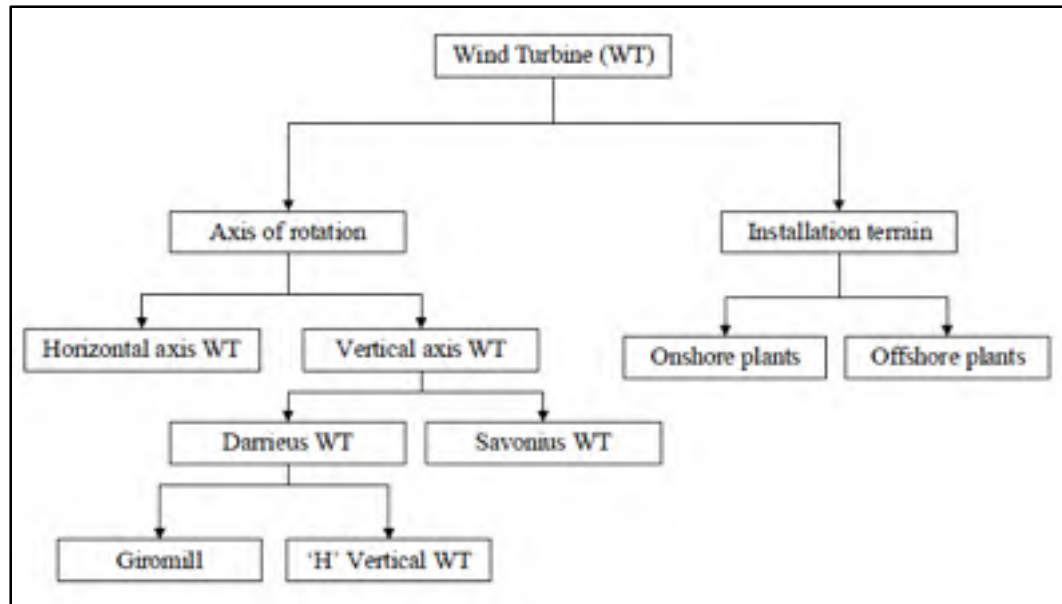 Wind Turbine (WT)
Axis of rotation
Installation terrain
Horizontal axis WT
Vertical axis WT
Onshore plants
Offshore plants
Darrieus WT
Savonius WT
Giromill
‘H’ Vertical WT